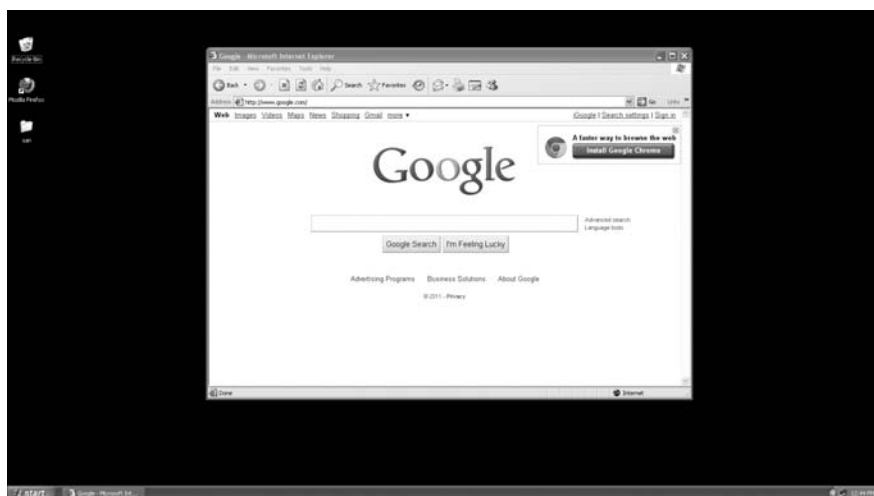 Recycle Bin
Mozilla Firefox
Google - Microsoft Internet Explorer
File Edit View Favorites Tools Help
Back Search Favorites
Address http://www.google.com/ Go Links
Web Images Videos Maps News Shopping Gmail more ▼ iGoogle | Search settings | Sign in
A faster way to browse the web
Install Google Chrome
Google
Advanced search
Language tools
Google Search I'm Feeling Lucky
Advertising Programs Business Solutions About Google
© 2011 - Privacy
Done Internet
start Google - Microsoft Int...